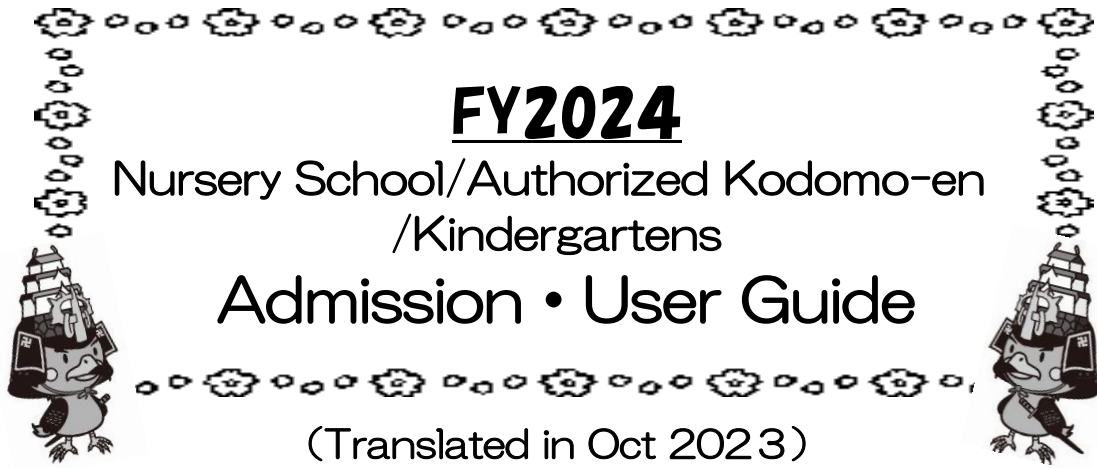 FY2024
Nursery School/Authorized Kodomo-en
/Kindergartens
Admission・User Guide
(Translated in Oct 2023)